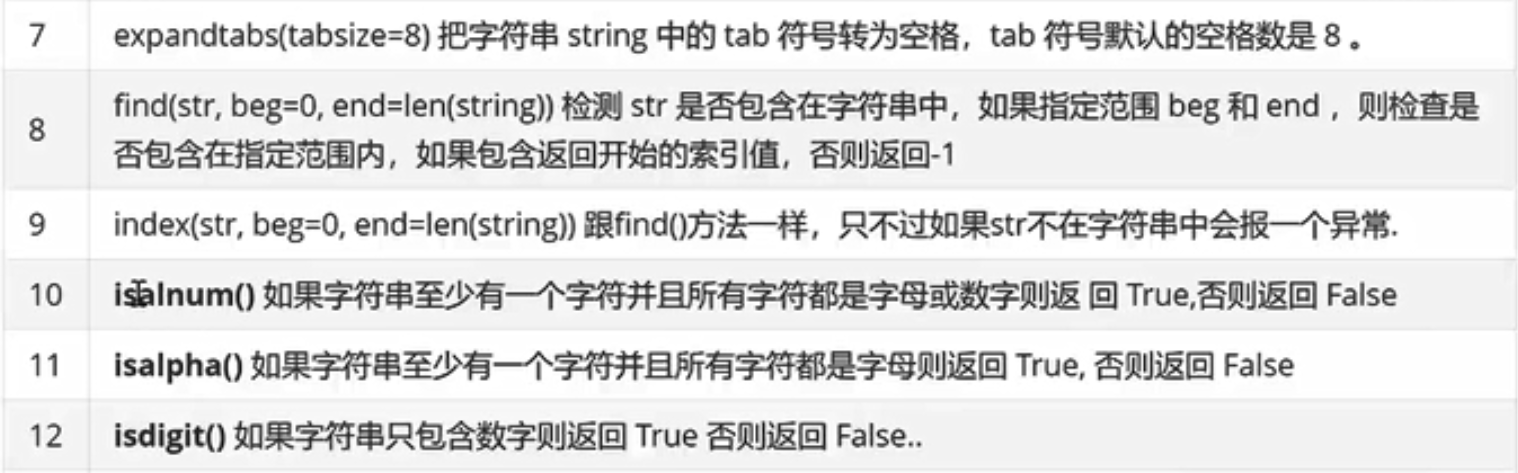 7 expandtabs(tabsize=8) 把字符串 string 中的 tab 符号转为空格，tab 符号默认的空格数是 8 。
8 find(str, beg=0, end=len(string)) 检测 str 是否包含在字符串中，如果指定范围 beg 和 end ，则检查是
否包含在指定范围内，如果包含返回开始的索引值，否则返回-1
9 index(str, beg=0, end=len(string)) 跟find()方法一样，只不过如果str不在字符串中会报一个异常.
10 isalnum() 如果字符串至少有一个字符并且所有字符都是字母或数字则返 回 True,否则返回 False
11 isalpha() 如果字符串至少有一个字符并且所有字符都是字母则返回 True, 否则返回 False
12 isdigit() 如果字符串只包含数字则返回 True 否则返回 False..